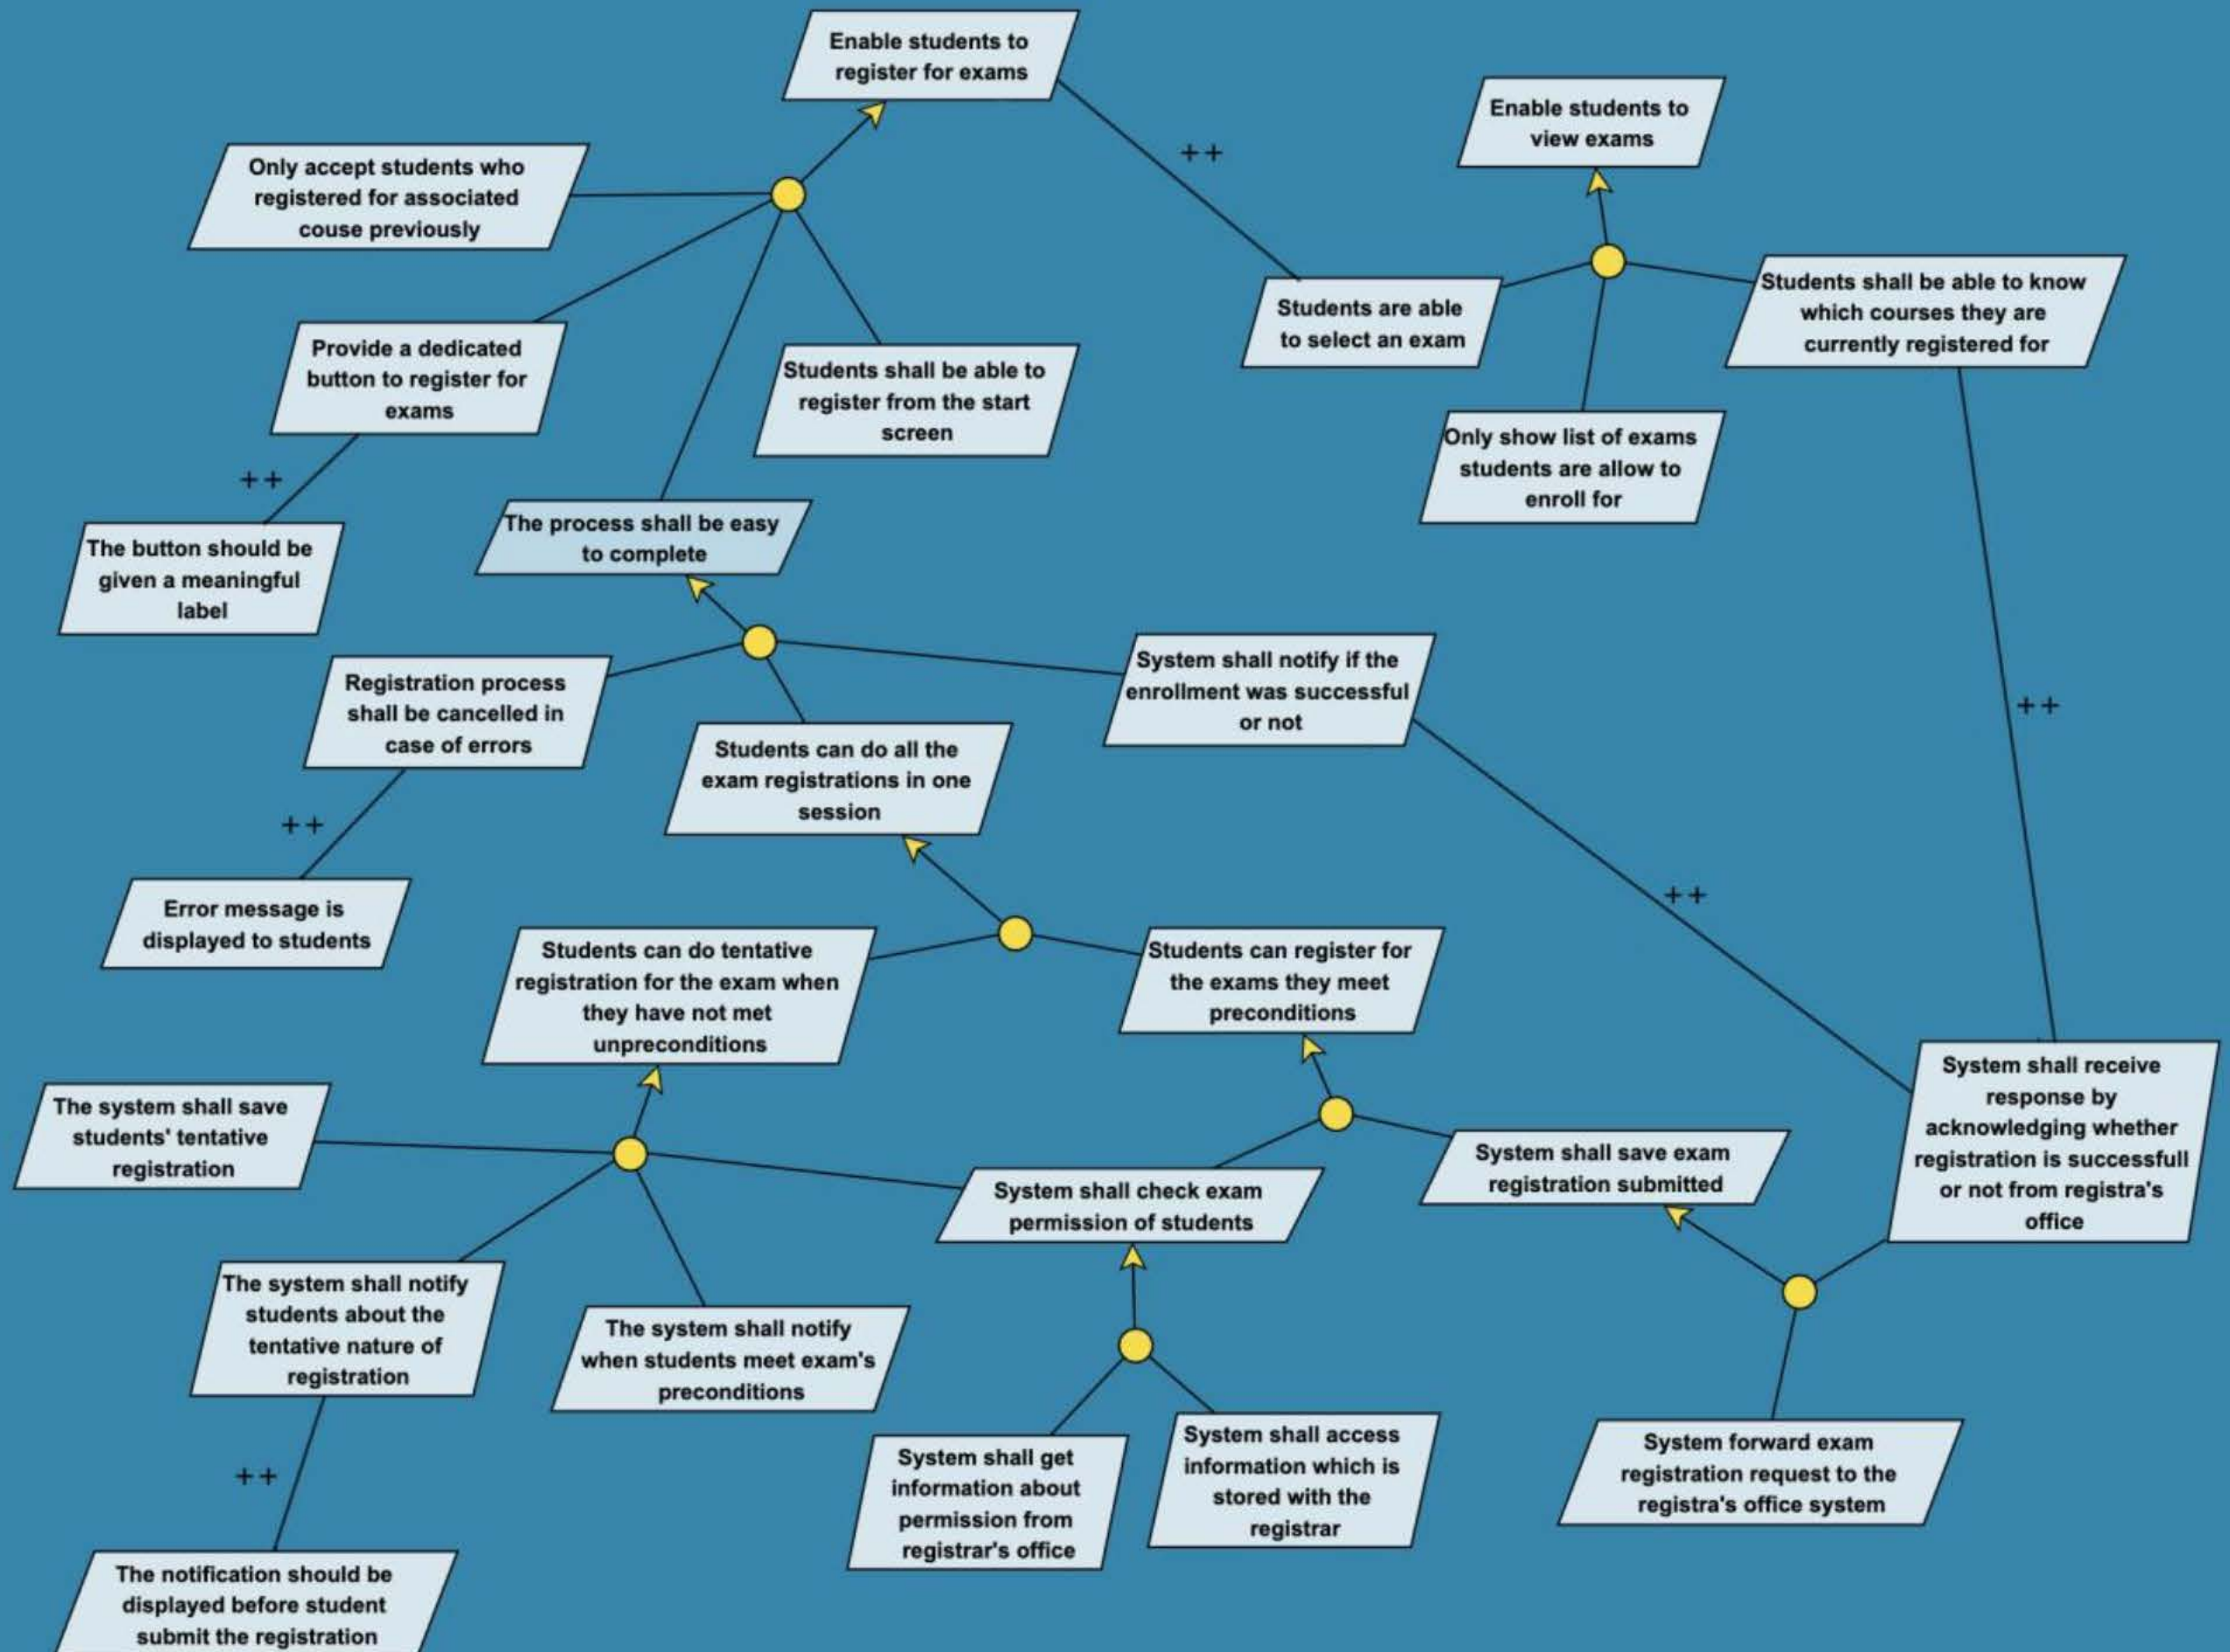 Enable students to
register for exams
Enable students to
view exams
++
Only accept students who
registered for associated
couse previously
Students are able
to select an exam
Students shall be able to know
which courses they are
currently registered for
Provide a dedicated
button to register for
exams
Students shall be able to
register from the start
screen
Only show list of exams
students are allow to
enroll for
++
The process shall be easy
to complete
The button should be
given a meaningful
label
Registration process
shall be cancelled in
case of errors
System shall notify if the
enrollment was successful
or not
++
Students can do all the
exam registrations in one
session
++
++
Error message is
displayed to students
Students can do tentative
registration for the exam when
they have not met
unpreconditions
Students can register for
the exams they meet
preconditions
System shall receive
response by
acknowledging whether
registration is successfull
or not from registra's
office
The system shall save
students' tentative
registration
System shall check exam
permission of students
System shall save exam
registration submitted
The system shall notify
students about the
tentative nature of
registration
The system shall notify
when students meet exam's
preconditions
System shall get
information about
permission from
registrar's office
System shall access
information which is
stored with the
registrar
System forward exam
registration request to the
registra's office system
++
The notification should be
displayed before student
submit the registration